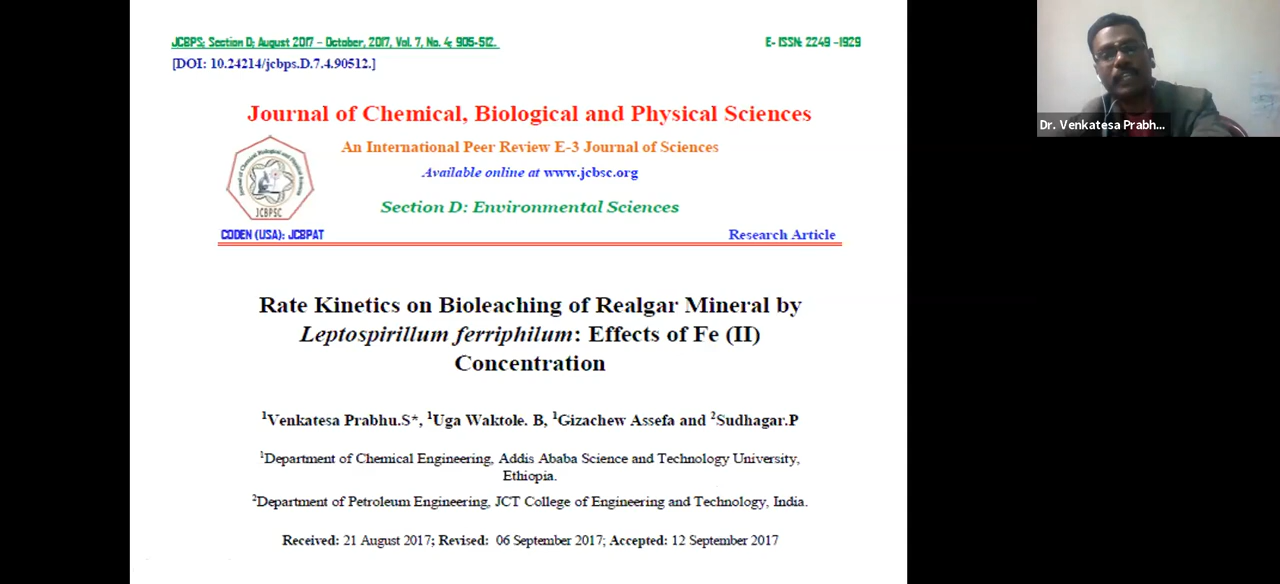 JCBPS; Section D; August 2017 – October, 2017, Vol. 7, No. 4; 905-512.
E- ISSN: 2249 –1929
[DOI: 10.24214/jcbps.D.7.4.90512.]
Journal of Chemical, Biological and Physical Sciences
An International Peer Review E-3 Journal of Sciences
Available online at www.jcbsc.org
Section D: Environmental Sciences
JCBPSC
CODEN (USA): JCBPAT
Research Article
Rate Kinetics on Bioleaching of Realgar Mineral by
Leptospirillum ferriphilum: Effects of Fe (II)
Concentration
¹Venkatesa Prabhu.S*, ¹Uga Waktole. B, ¹Gizachew Assefa and ²Sudhagar.P
¹Department of Chemical Engineering, Addis Ababa Science and Technology University,
Ethiopia.
²Department of Petroleum Engineering, JCT College of Engineering and Technology, India.
Received: 21 August 2017; Revised: 06 September 2017; Accepted: 12 September 2017
Dr. Venkatesa Prabh...